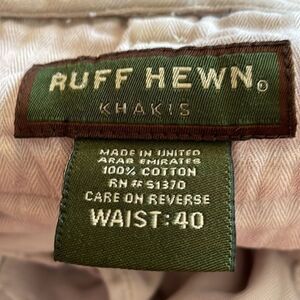 RUFF HEWN®
KHAKIS
MADE IN UNITED
ARAB EMIRATES
100% COTTON
RN# 51370
CARE ON REVERSE
WAIST: 40